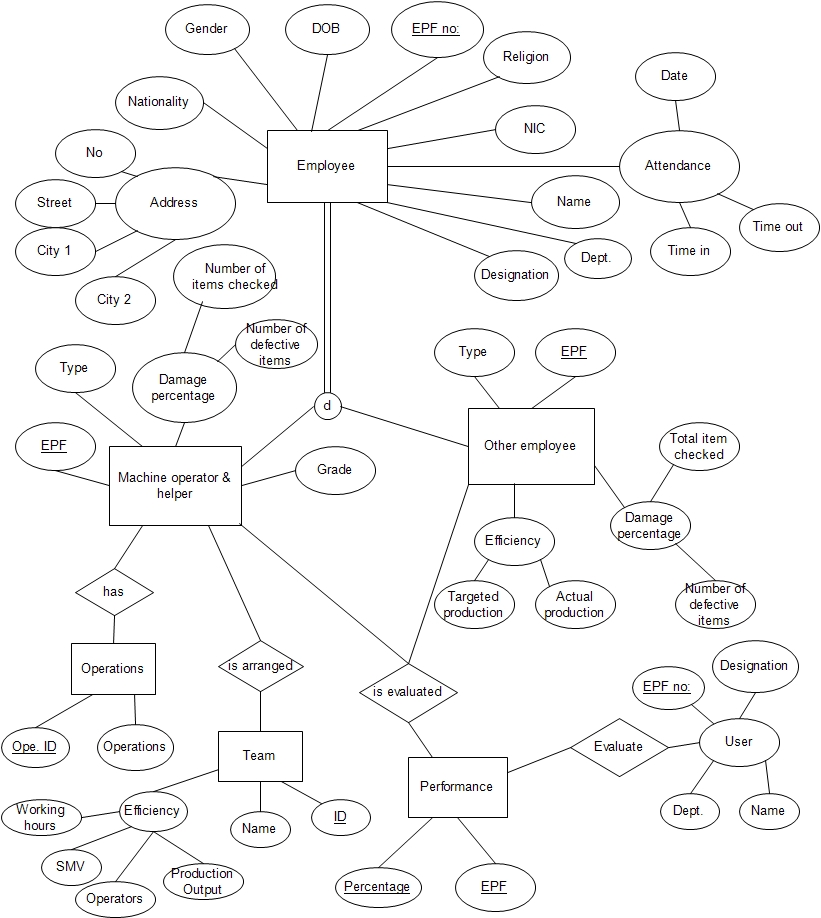 Gender
DOB
EPF no:
Religion
Date
Nationality
NIC
No
Employee
Attendance
Street
Address
Name
Time out
City 1
Time in
Dept.
Designation
City 2
Number of
items checked
Number of
defective
items
Type
Damage
percentage
Type
EPF
d
EPF
Machine operator &
helper
Grade
Other employee
Total item
checked
Damage
percentage
Efficiency
Targeted
production
Actual
production
Number of
defective
items
has
Operations
is arranged
is evaluated
EPF no:
Designation
Ope. ID
Operations
Team
Evaluate
User
Performance
Working
hours
Efficiency
Name
ID
Dept.
Name
SMV
Operators
Production
Output
Percentage
EPF